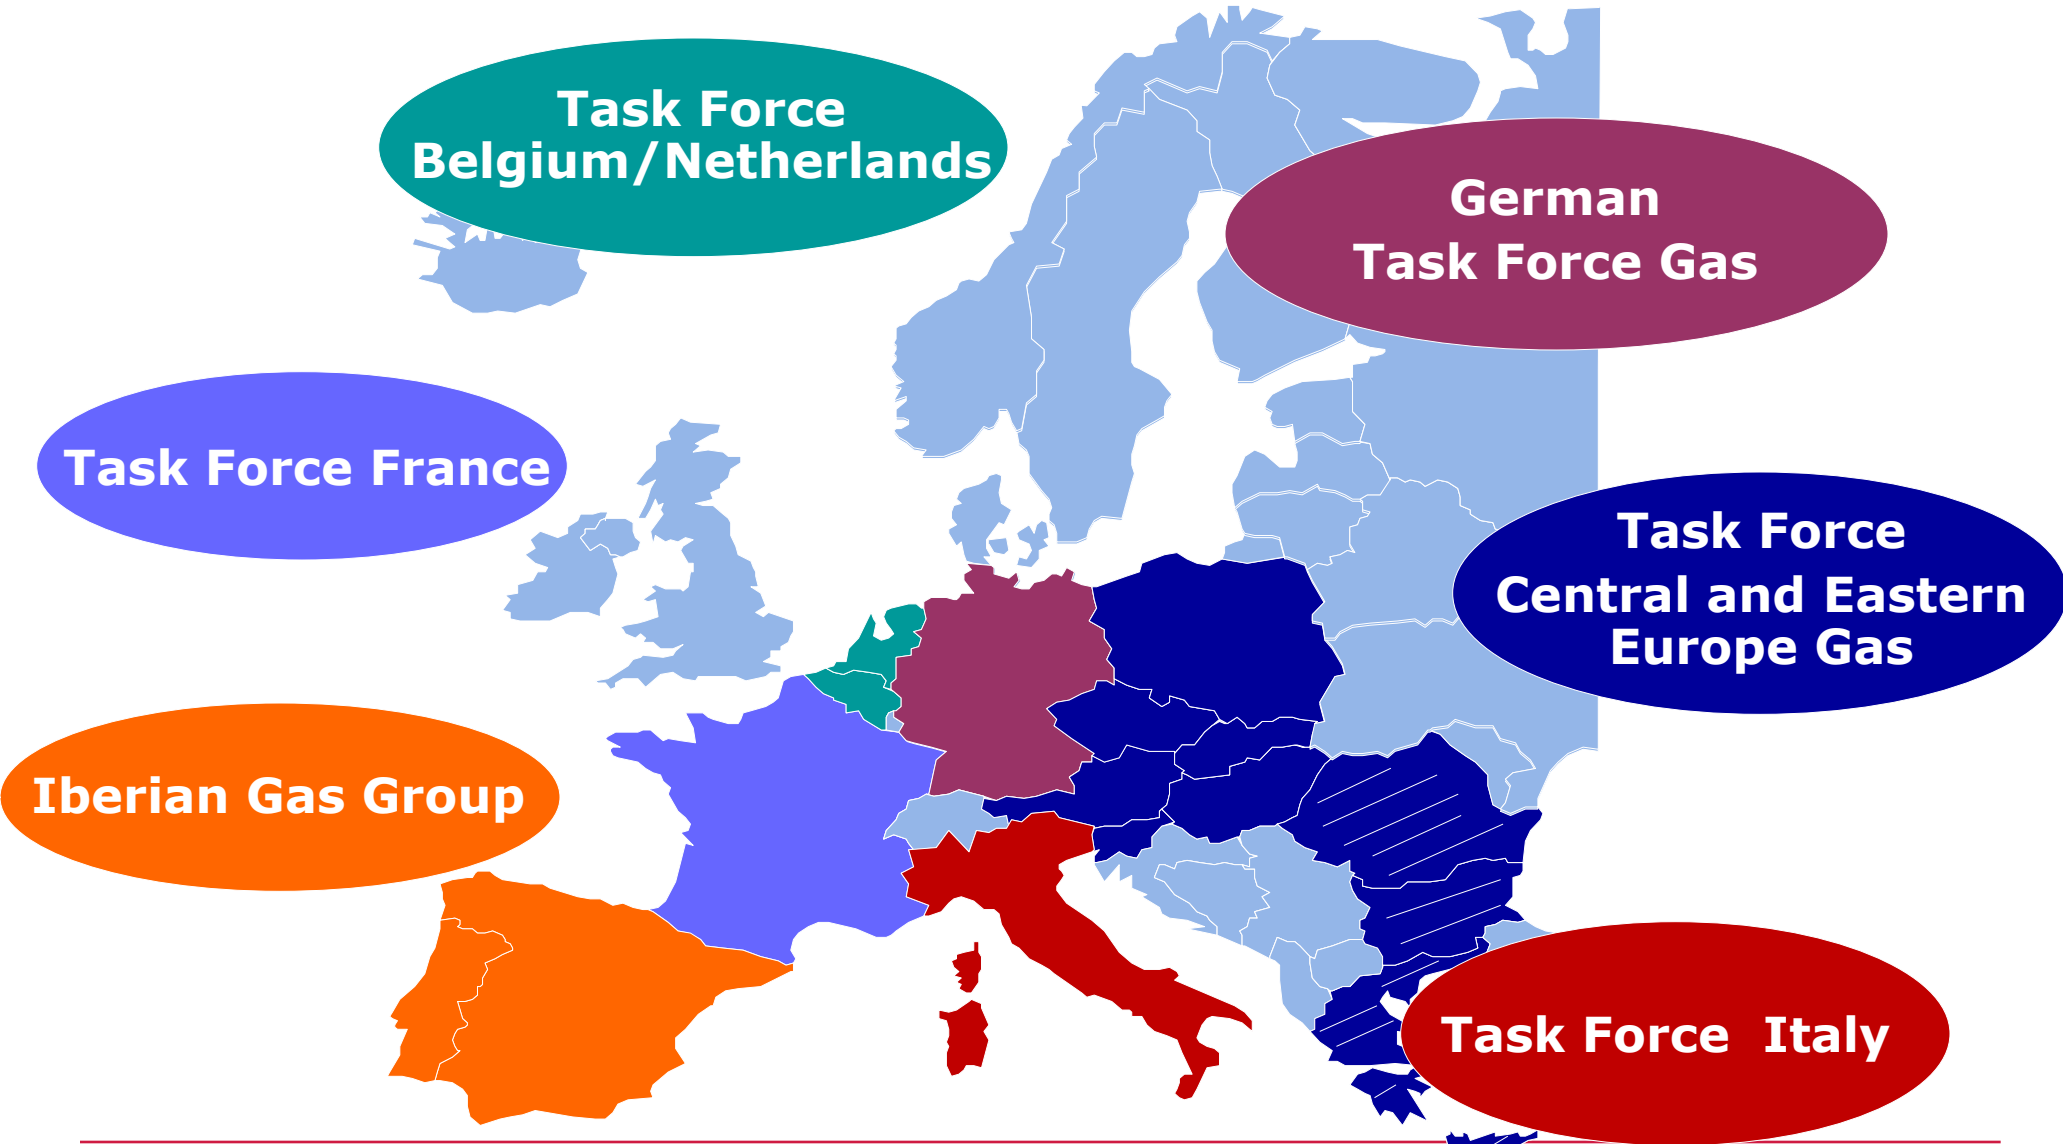 Task Force
Belgium/Netherlands
German
Task Force Gas
Task Force France
Task Force
Central and Eastern
Europe Gas
Iberian Gas Group
Task Force  Italy